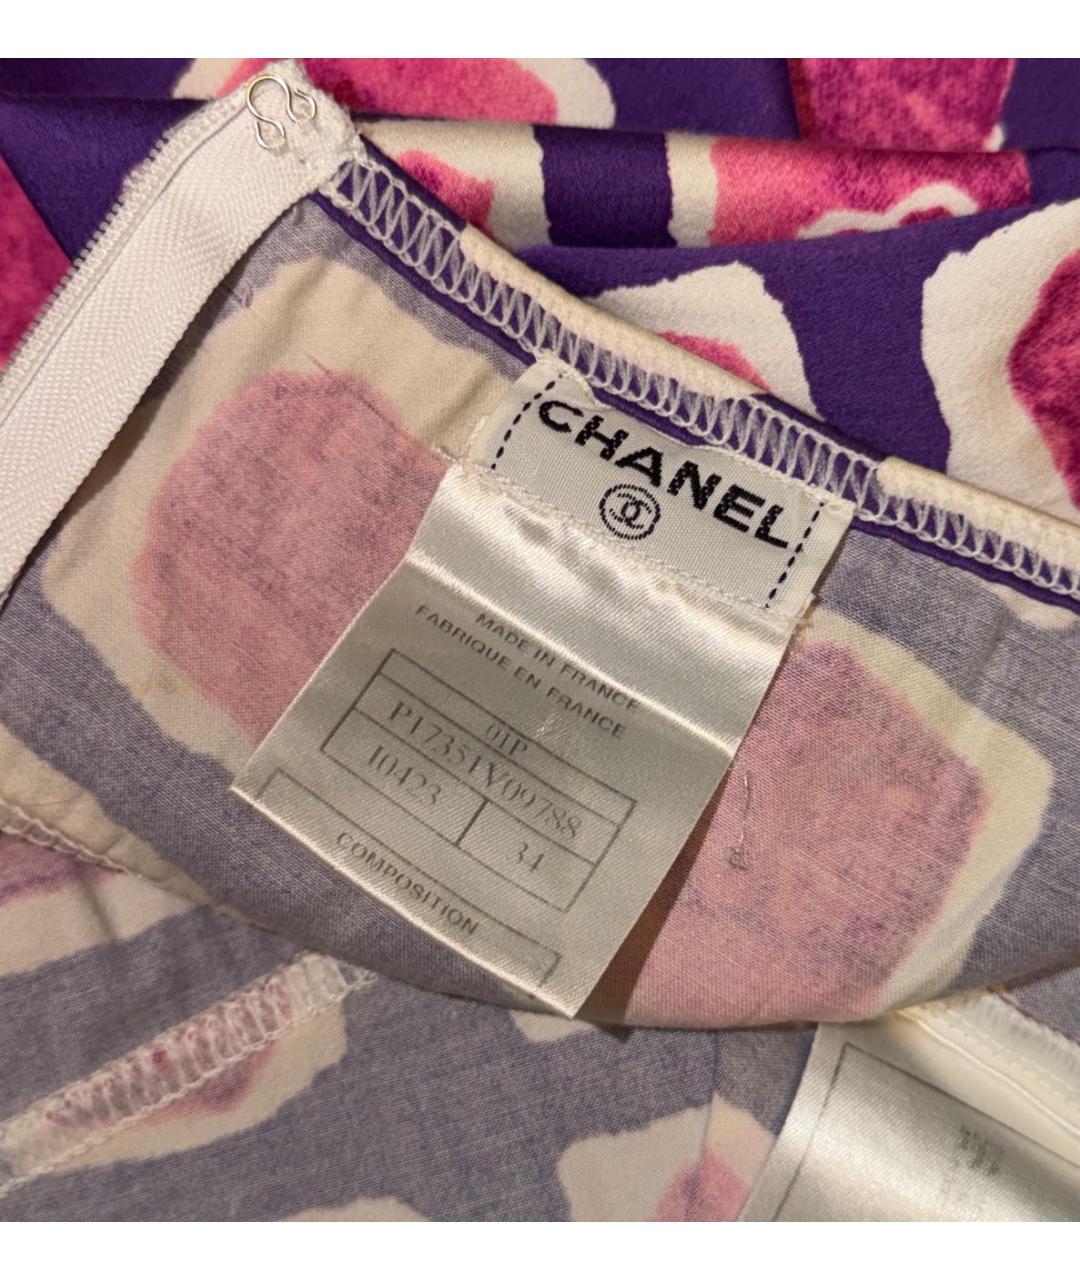 CHANEL
MADE IN FRANCE
FABRIQUE EN FRANCE
01P
P17351V09788
10423
34
COMPOSITION